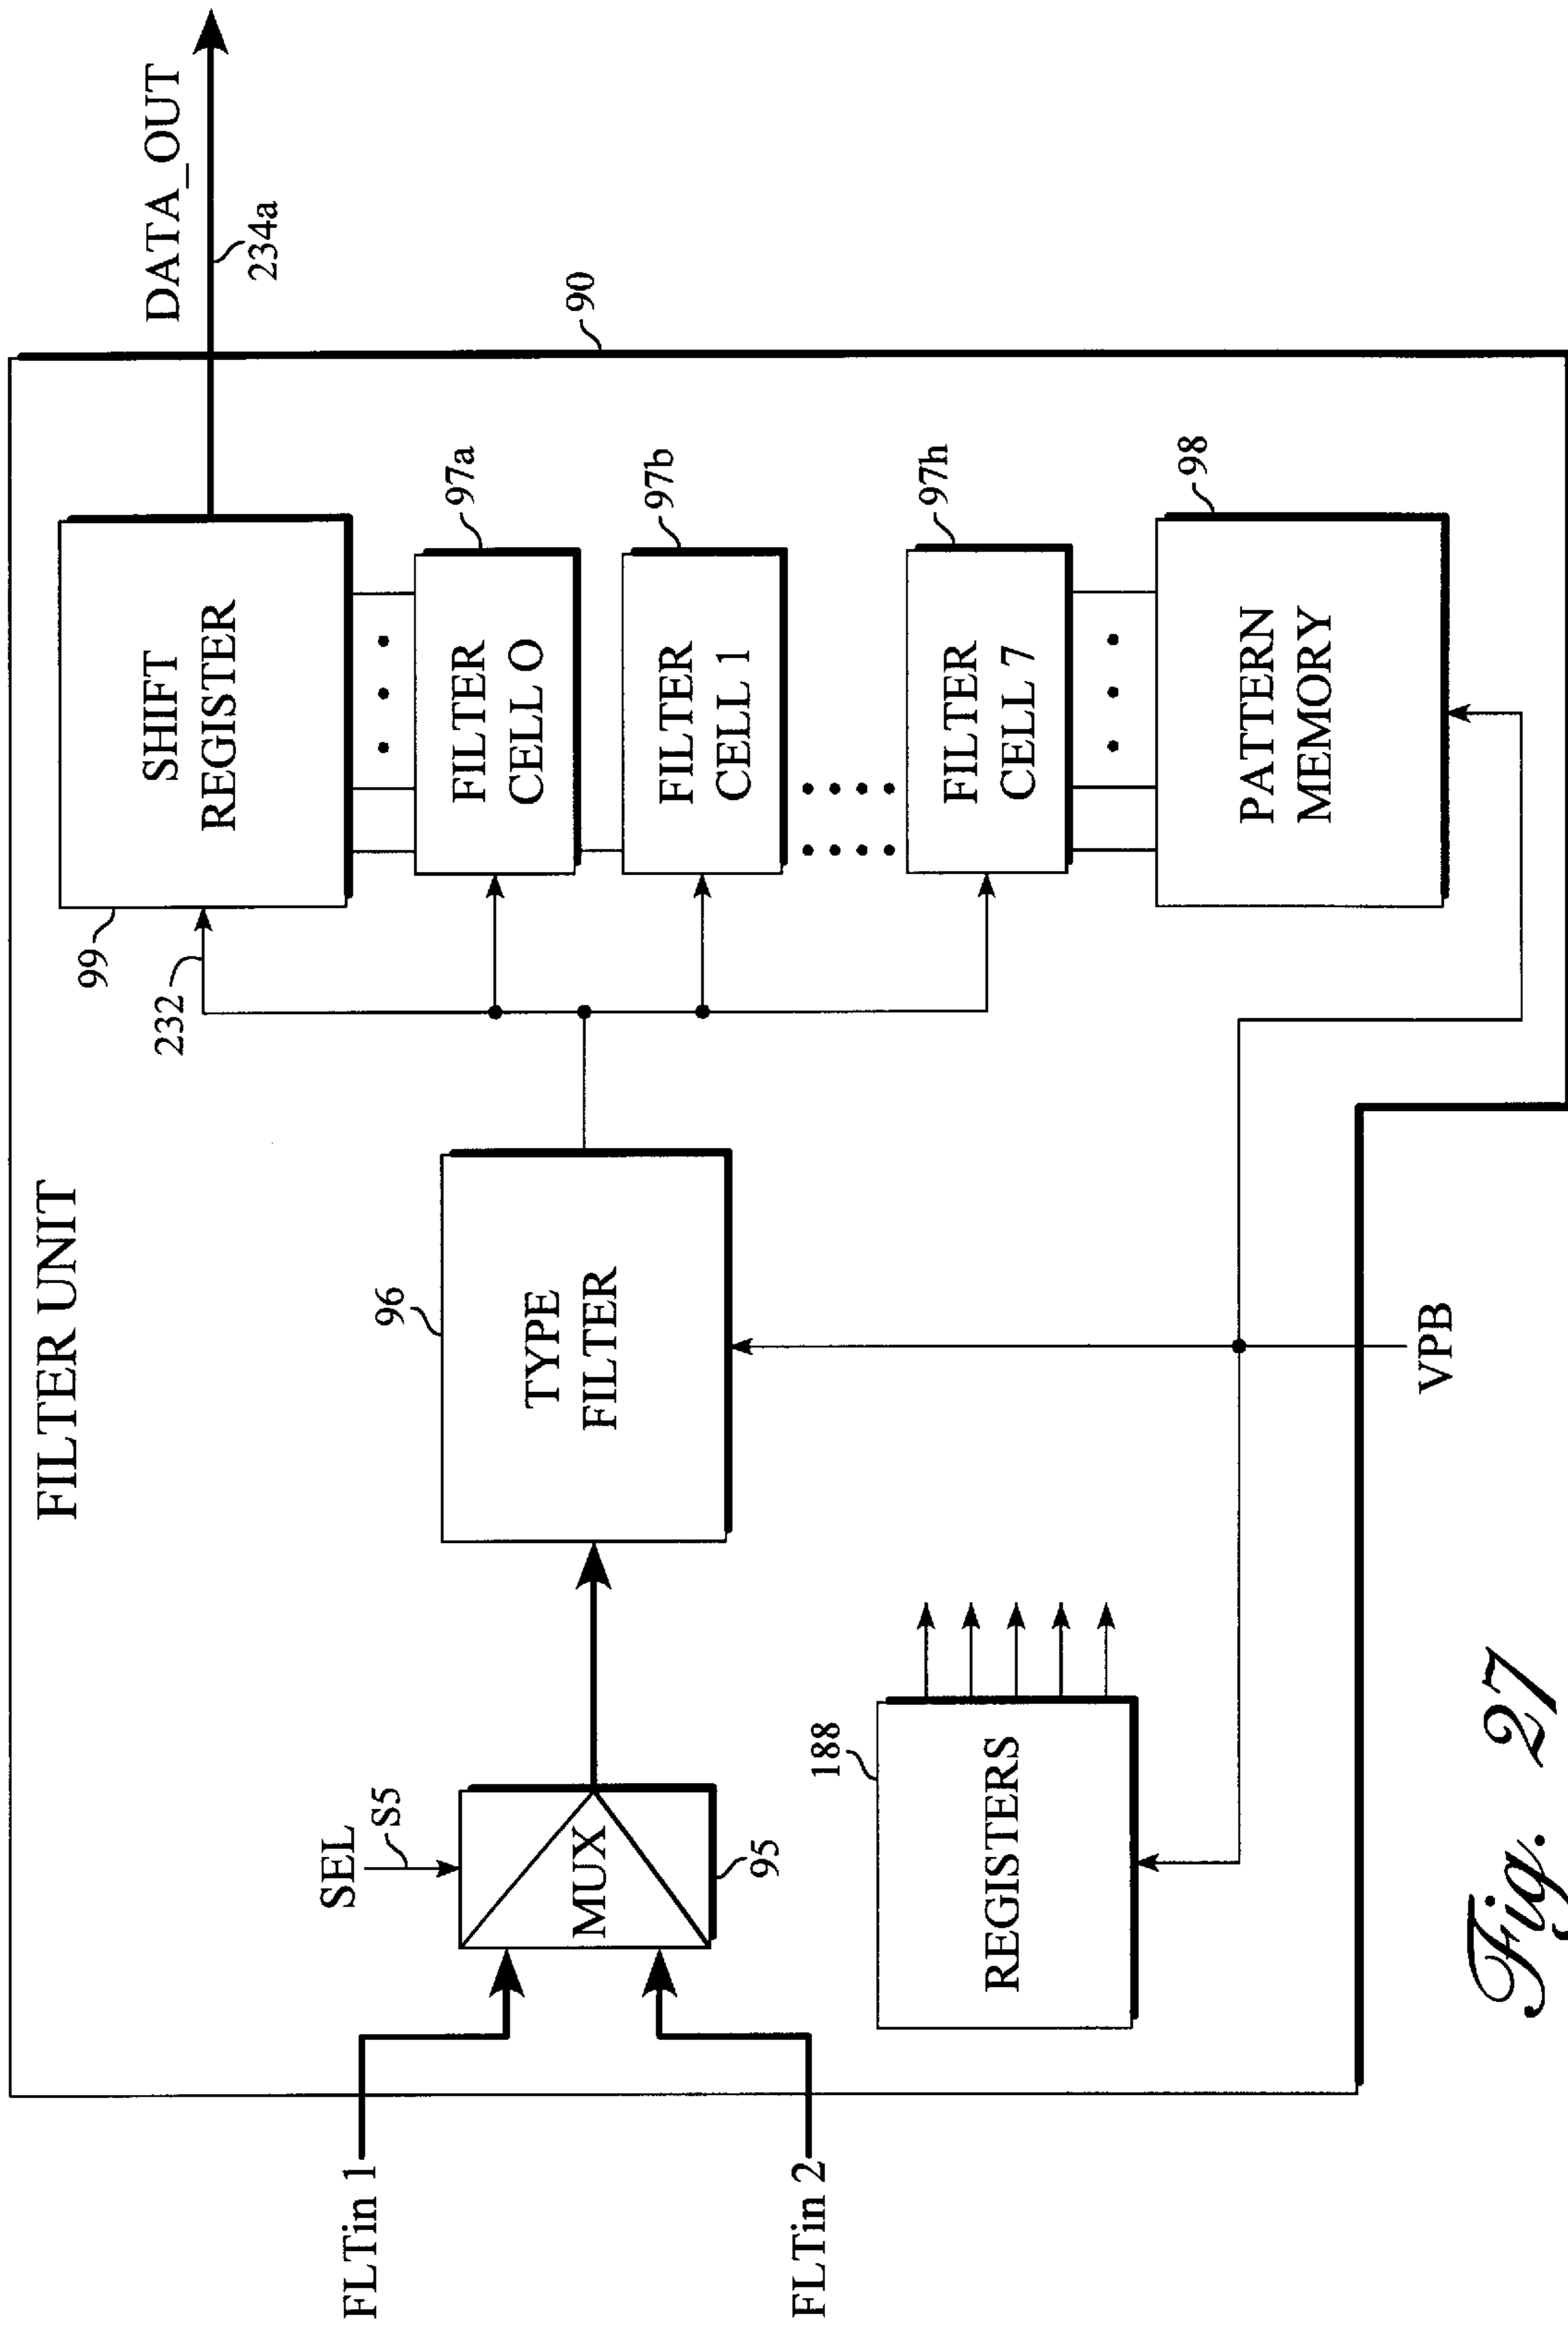 FILTER UNIT
FLTin 1
FLTin 2
SEL
S5
MUX
95
TYPE
FILTER
96
REGISTERS
188
VPB
232
99
SHIFT
REGISTER
DATA_OUT
234a
90
FILTER
CELL O
97a
FILTER
CELL 1
97b
FILTER
CELL 7
97h
PATTERN
MEMORY
98
Fig. 27